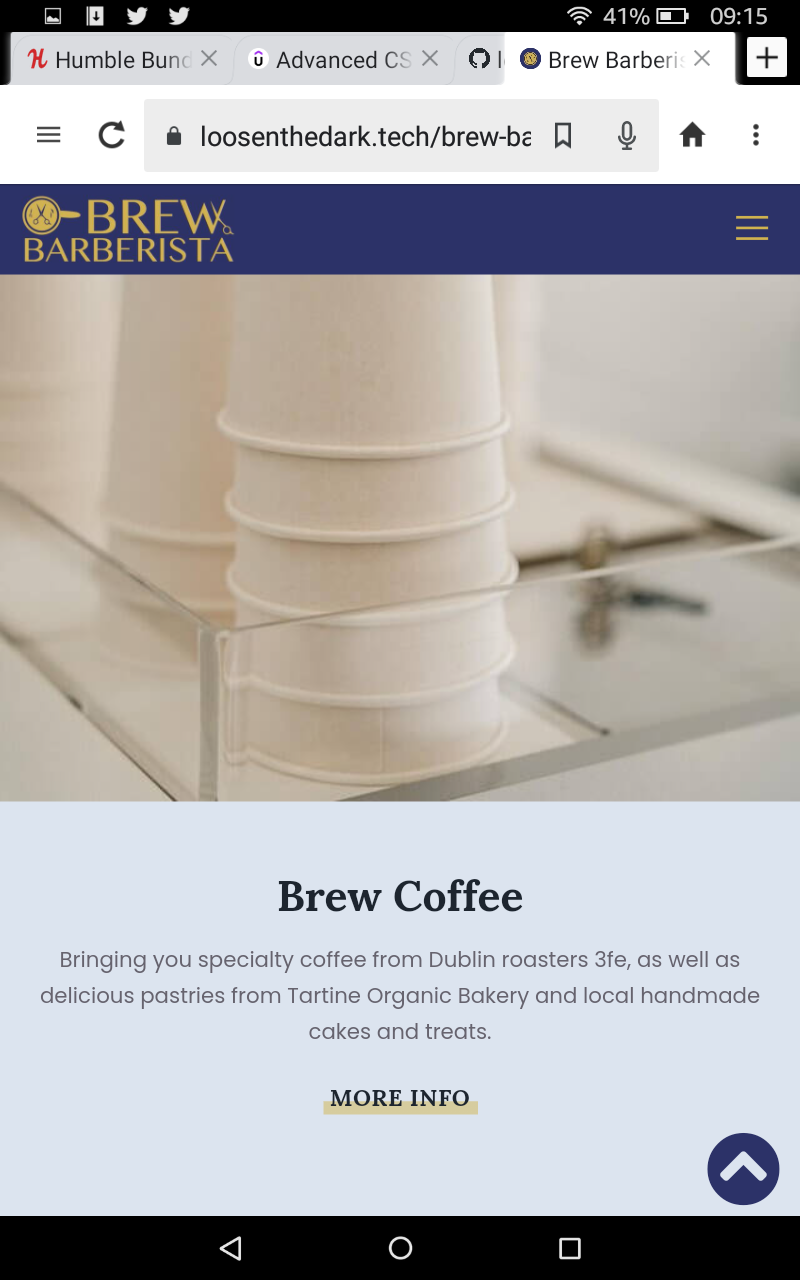 41% 09:15
Humble Bund
Advanced CS
Brew Barberis
loosenthedark.tech/brew-ba
BREW
BARBERISTA
Brew Coffee
Bringing you specialty coffee from Dublin roasters 3fe, as well as
delicious pastries from Tartine Organic Bakery and local handmade
cakes and treats.
MORE INFO